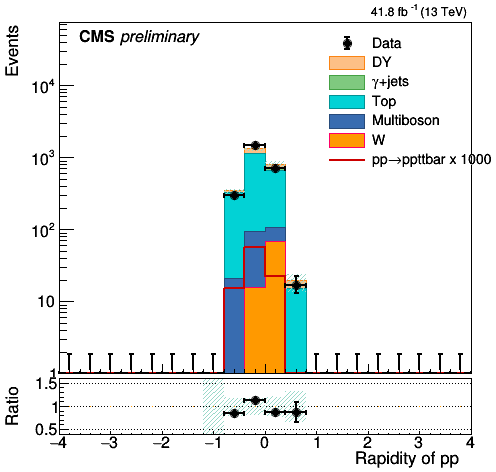 41.8 fb⁻¹ (13 TeV)
CMS preliminary
Events
10⁴
10³
10²
10
1
Data
DY
γ+jets
Top
Multiboson
W
pp→ppttbar x 1000
Ratio
1.5
1
0.5
−4 −3 −2 −1 0 1 2 3 4
Rapidity of pp